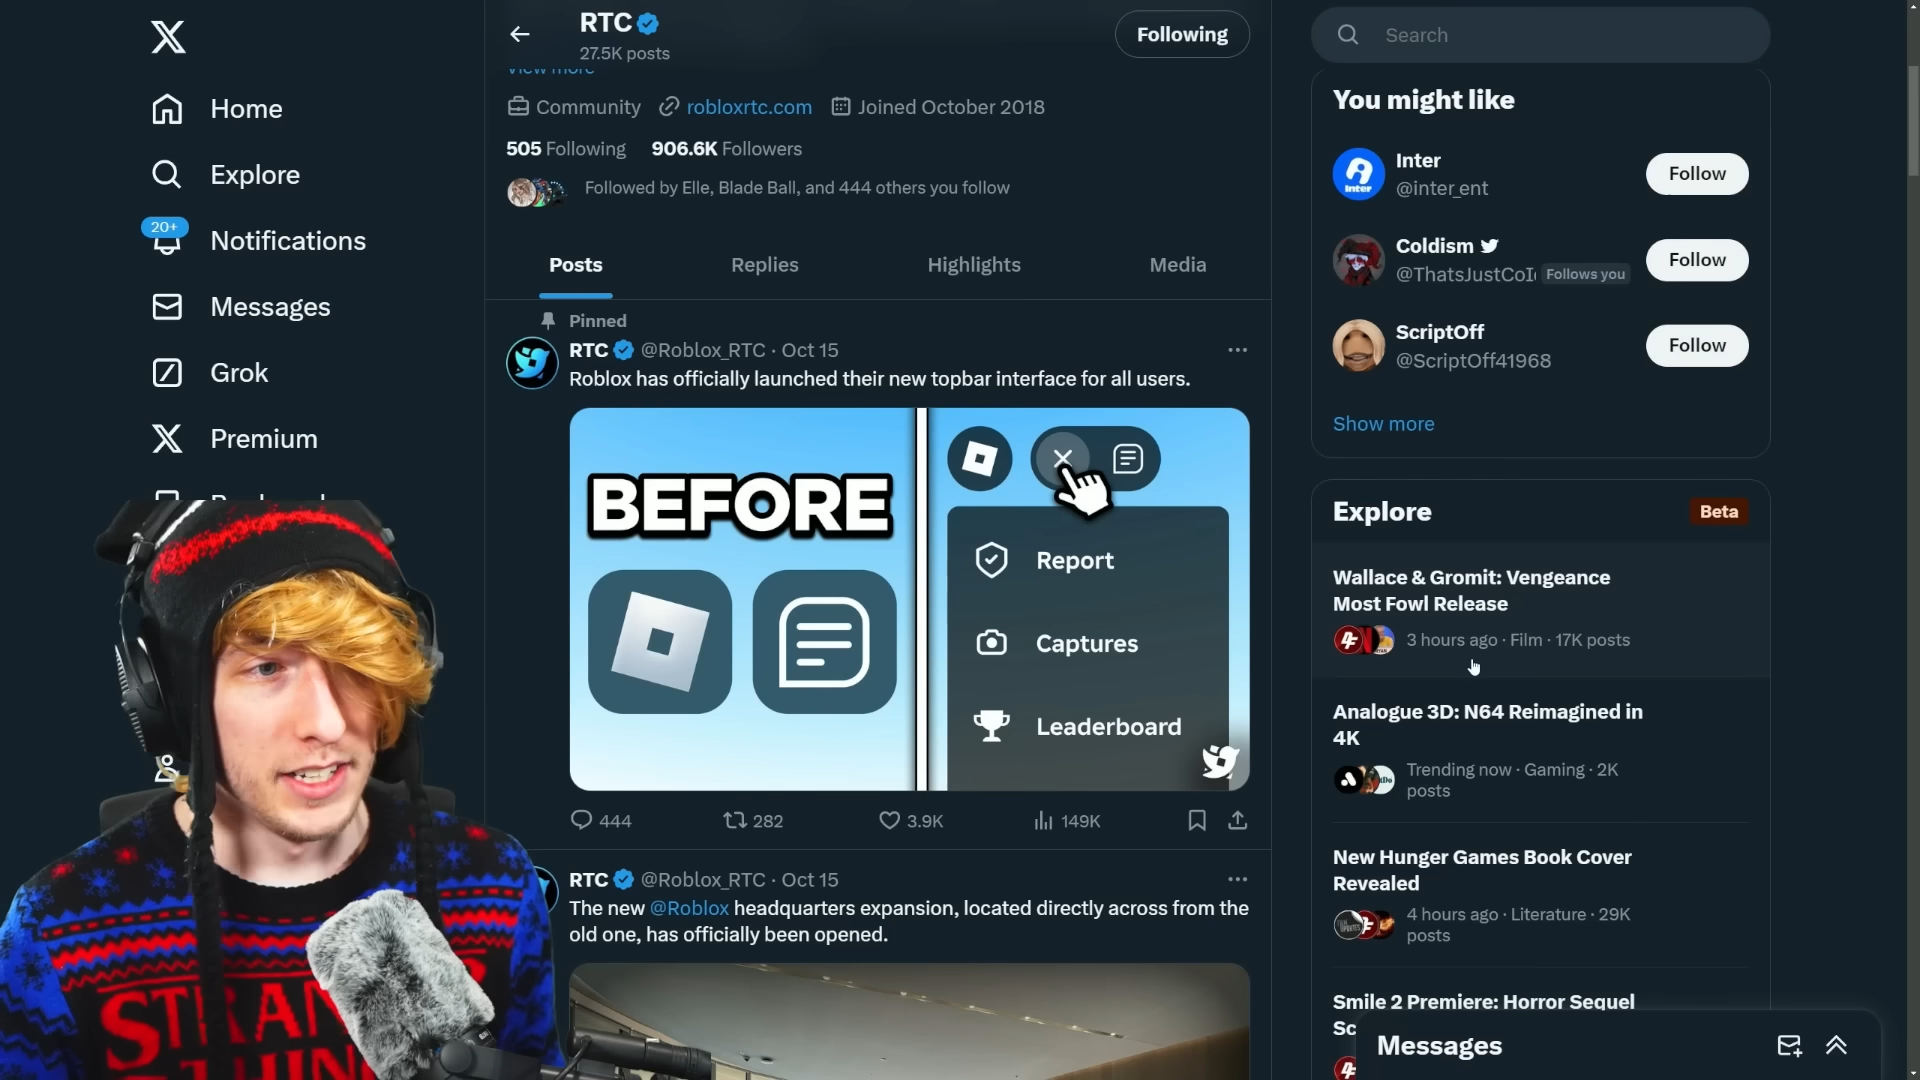 Home
Explore
20+
Notifications
Messages
Grok
Premium
RTC
27.5K posts
Following
View more
Community
robloxrtc.com
Joined October 2018
505 Following
906.6K Followers
Followed by Elle, Blade Ball, and 444 others you follow
Posts
Replies
Highlights
Media
Pinned
RTC @Roblox_RTC · Oct 15
Roblox has officially launched their new topbar interface for all users.
BEFORE
Report
Captures
Leaderboard
444
282
3.9K
149K
RTC @Roblox_RTC · Oct 15
The new @Roblox headquarters expansion, located directly across from the
old one, has officially been opened.
Search
You might like
Inter
@inter_ent
Follow
Coldism
@ThatsJustCol
Follows you
Follow
ScriptOff
@ScriptOff41968
Follow
Show more
Explore
Beta
Wallace & Gromit: Vengeance
Most Fowl Release
3 hours ago · Film · 17K posts
Analogue 3D: N64 Reimagined in
4K
Trending now · Gaming · 2K
posts
New Hunger Games Book Cover
Revealed
4 hours ago · Literature · 29K
posts
Smile 2 Premiere: Horror Sequel
Messages
STRAN